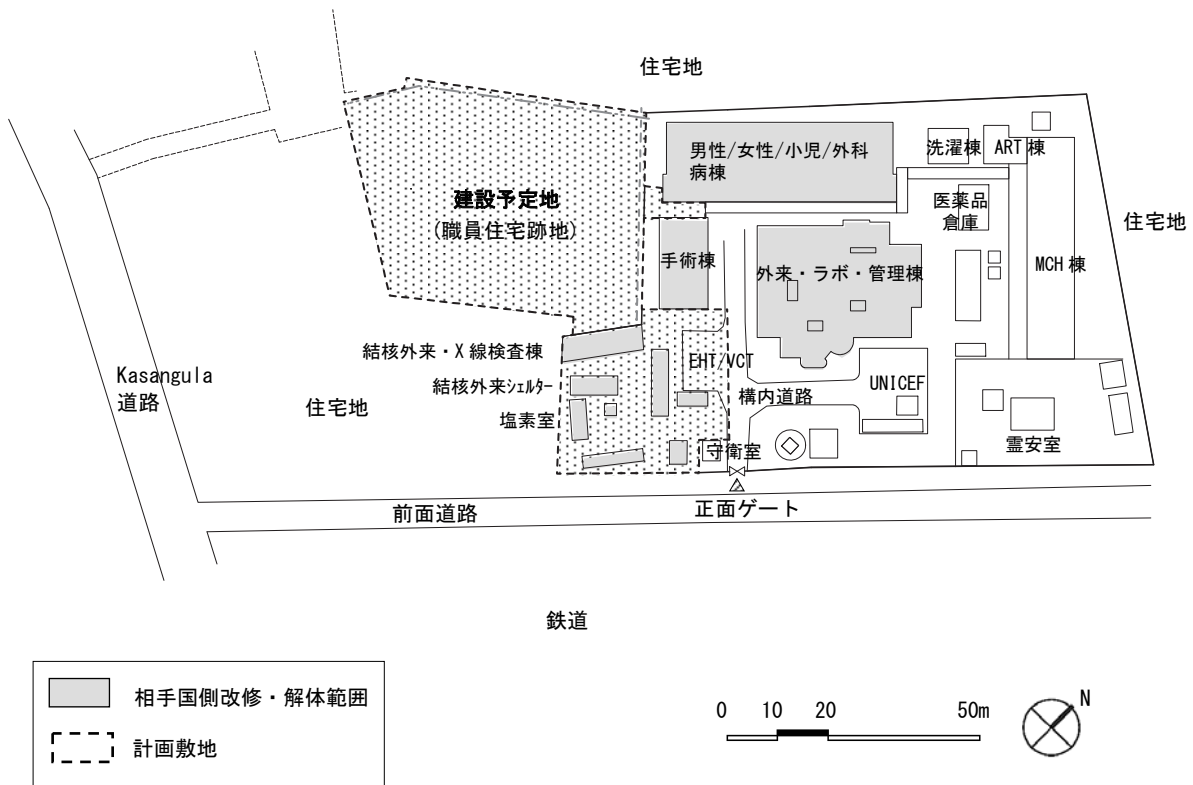 住宅地
男性/女性/小児/外科
病棟
洗濯棟
ART 棟
建設予定地
(職員住宅跡地)
医薬品
倉庫
住宅地
手術棟
外来・ラボ・管理棟
MCH 棟
結核外来・X 線検査棟
EHT/VCT
Kasangula
道路
結核外来シェルター
UNICEF
構内道路
住宅地
塩素室
守衛室
霊安室
前面道路
正面ゲート
鉄道
相手国側改修・解体範囲
計画敷地
0 10 20 50m
N